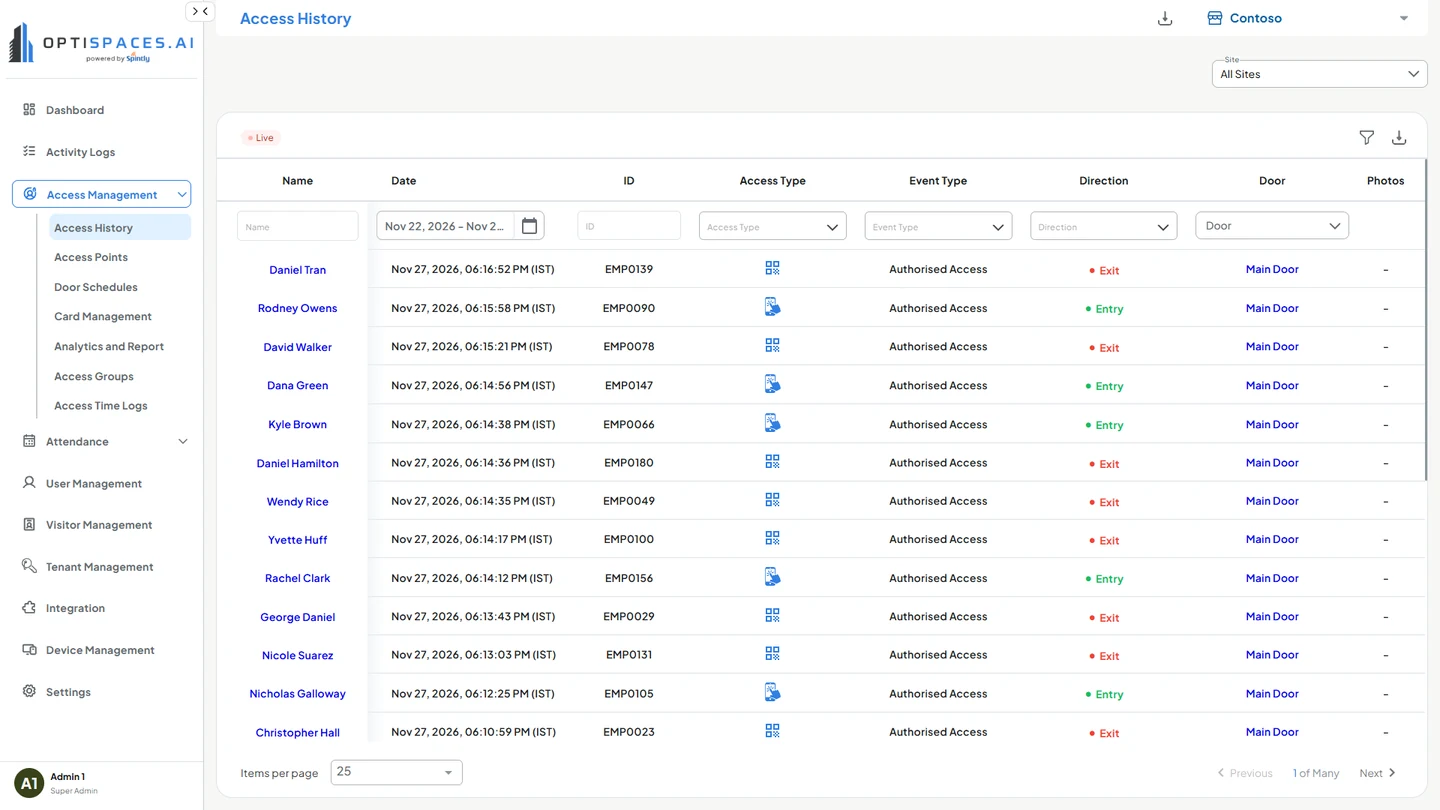 OPTISPACES.AI
powered by Spintly
Dashboard
Activity Logs
Access Management
Access History
Access Points
Door Schedules
Card Management
Analytics and Report
Access Groups
Access Time Logs
Attendance
User Management
Visitor Management
Tenant Management
Integration
Device Management
Settings
A1
Admin 1
Super Admin
Access History
Contoso
Site
All Sites
Live
Name Date ID Access Type Event Type Direction Door Photos
Name Nov 22, 2026 - Nov 2... ID Access Type Event Type Direction Door
Daniel Tran Nov 27, 2026, 06:16:52 PM (IST) EMP0139 Authorised Access Exit Main Door -
Rodney Owens Nov 27, 2026, 06:15:58 PM (IST) EMP0090 Authorised Access Entry Main Door -
David Walker Nov 27, 2026, 06:15:21 PM (IST) EMP0078 Authorised Access Exit Main Door -
Dana Green Nov 27, 2026, 06:14:56 PM (IST) EMP0147 Authorised Access Entry Main Door -
Kyle Brown Nov 27, 2026, 06:14:38 PM (IST) EMP0066 Authorised Access Entry Main Door -
Daniel Hamilton Nov 27, 2026, 06:14:36 PM (IST) EMP0180 Authorised Access Exit Main Door -
Wendy Rice Nov 27, 2026, 06:14:35 PM (IST) EMP0049 Authorised Access Exit Main Door -
Yvette Huff Nov 27, 2026, 06:14:17 PM (IST) EMP0100 Authorised Access Exit Main Door -
Rachel Clark Nov 27, 2026, 06:14:12 PM (IST) EMP0156 Authorised Access Entry Main Door -
George Daniel Nov 27, 2026, 06:13:43 PM (IST) EMP0029 Authorised Access Exit Main Door -
Nicole Suarez Nov 27, 2026, 06:13:03 PM (IST) EMP0131 Authorised Access Exit Main Door -
Nicholas Galloway Nov 27, 2026, 06:12:25 PM (IST) EMP0105 Authorised Access Entry Main Door -
Christopher Hall Nov 27, 2026, 06:10:59 PM (IST) EMP0023 Authorised Access Exit Main Door -
Items per page 25 Previous 1 of Many Next